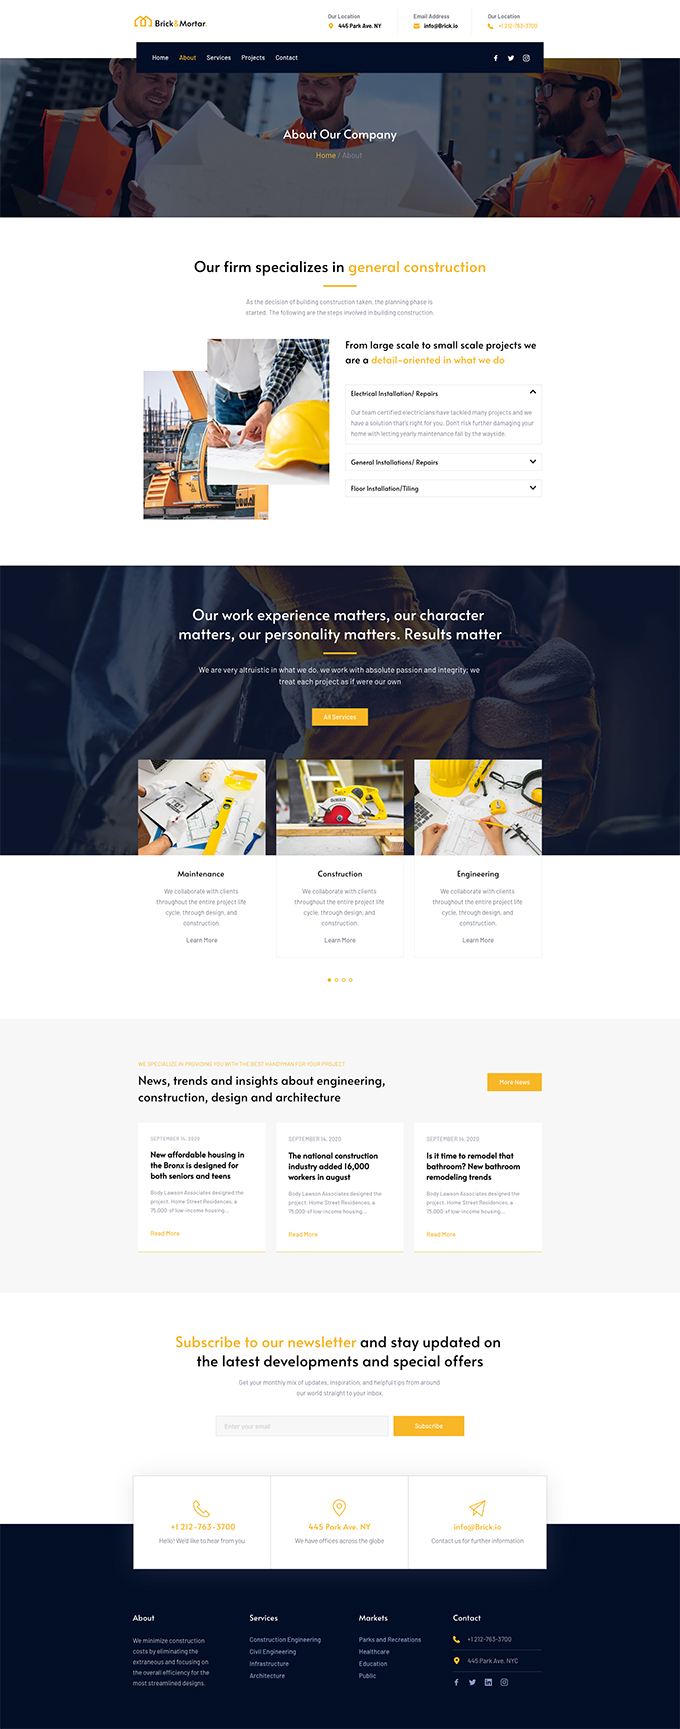 Brick&Mortar.
Our Location
445 Park Ave. NY
Email Address
info@Brick.io
Our Location
+1 212-763-3700
Home About Services Projects Contact
About Our Company
Home / About
Our firm specializes in general construction
As the decision of building construction taken, the planning phase is
started. The following are the steps involved in building construction.
From large scale to small scale projects we
are a detail-oriented in what we do
Electrical Installation/ Repairs
Our team certified electricians have tackled many projects and we
have a solution that's right for you. Don't risk further damaging your
home with letting yearly maintenance fall by the wayside.
General Installations/ Repairs
Floor Installation/Tiling
Our work experience matters, our character
matters, our personality matters. Results matter
We are very altruistic in what we do, we work with absolute passion and integrity; we
treat each project as if were our own
All Services
DEWALT
Maintenance
We collaborate with clients
throughout the entire project life
cycle, through design, and
construction.
Learn More
Construction
We collaborate with clients
throughout the entire project life
cycle, through design, and
construction.
Learn More
Engineering
We collaborate with clients
throughout the entire project life
cycle, through design, and
construction.
Learn More
WE SPECIALIZE IN PROVIDING YOU WITH THE BEST HANDYMAN FOR YOUR PROJECT
News, trends and insights about engineering,
construction, design and architecture
More News
SEPTEMBER 14, 2020
New affordable housing in
the Bronx is designed for
both seniors and teens
Body Lawson Associates designed the
project. Home Street Residences, a
75,000-sf low-income housing...
Read More
SEPTEMBER 14, 2020
The national construction
industry added 16,000
workers in august
Body Lawson Associates designed the
project. Home Street Residences, a
75,000-sf low-income housing...
Read More
SEPTEMBER 14, 2020
Is it time to remodel that
bathroom? New bathroom
remodeling trends
Body Lawson Associates designed the
project. Home Street Residences, a
75,000-sf low-income housing...
Read More
Subscribe to our newsletter and stay updated on
the latest developments and special offers
Get your monthly mix of updates, inspiration, and helpful tips from around
our world straight to your inbox.
Enter your email
Subscribe
+1 212-763-3700
Hello! We'd like to hear from you
445 Park Ave. NY
We have offices across the globe
info@Brick.io
Contact us for further information
About
We minimize construction
costs by eliminating the
extraneous and focusing on
the overall efficiency for the
most streamlined designs.
Services
Construction Engineering
Civil Engineering
Infrastructure
Architecture
Markets
Parks and Recreations
Healthcare
Education
Public
Contact
+1 212-763-3700
445 Park Ave. NYC